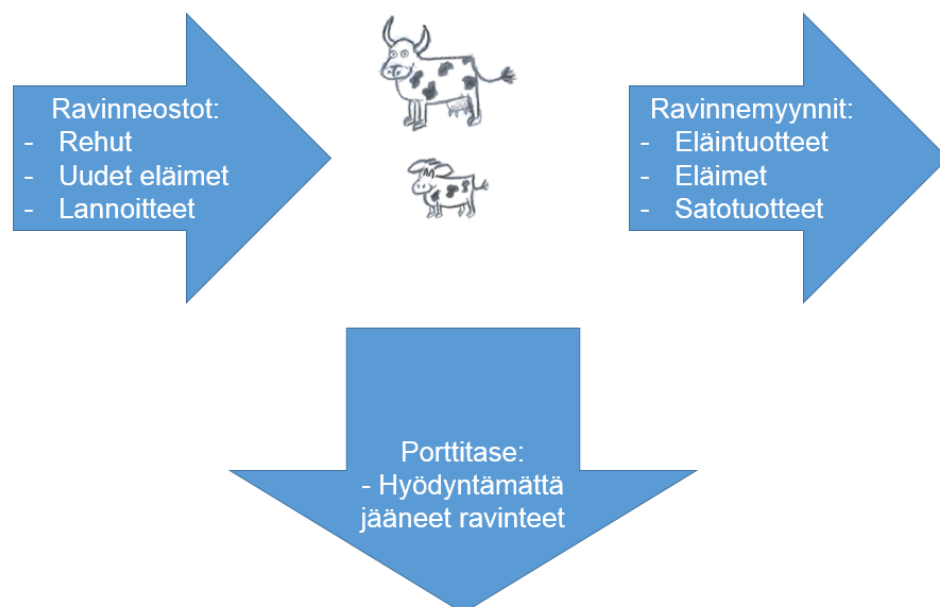 Ravinneostot:
- Rehut
- Uudet eläimet
- Lannoitteet
Ravinnemyynnit:
- Eläintuotteet
- Eläimet
- Satotuotteet
Porttitase:
- Hyödyntämättä
jääneet ravinteet